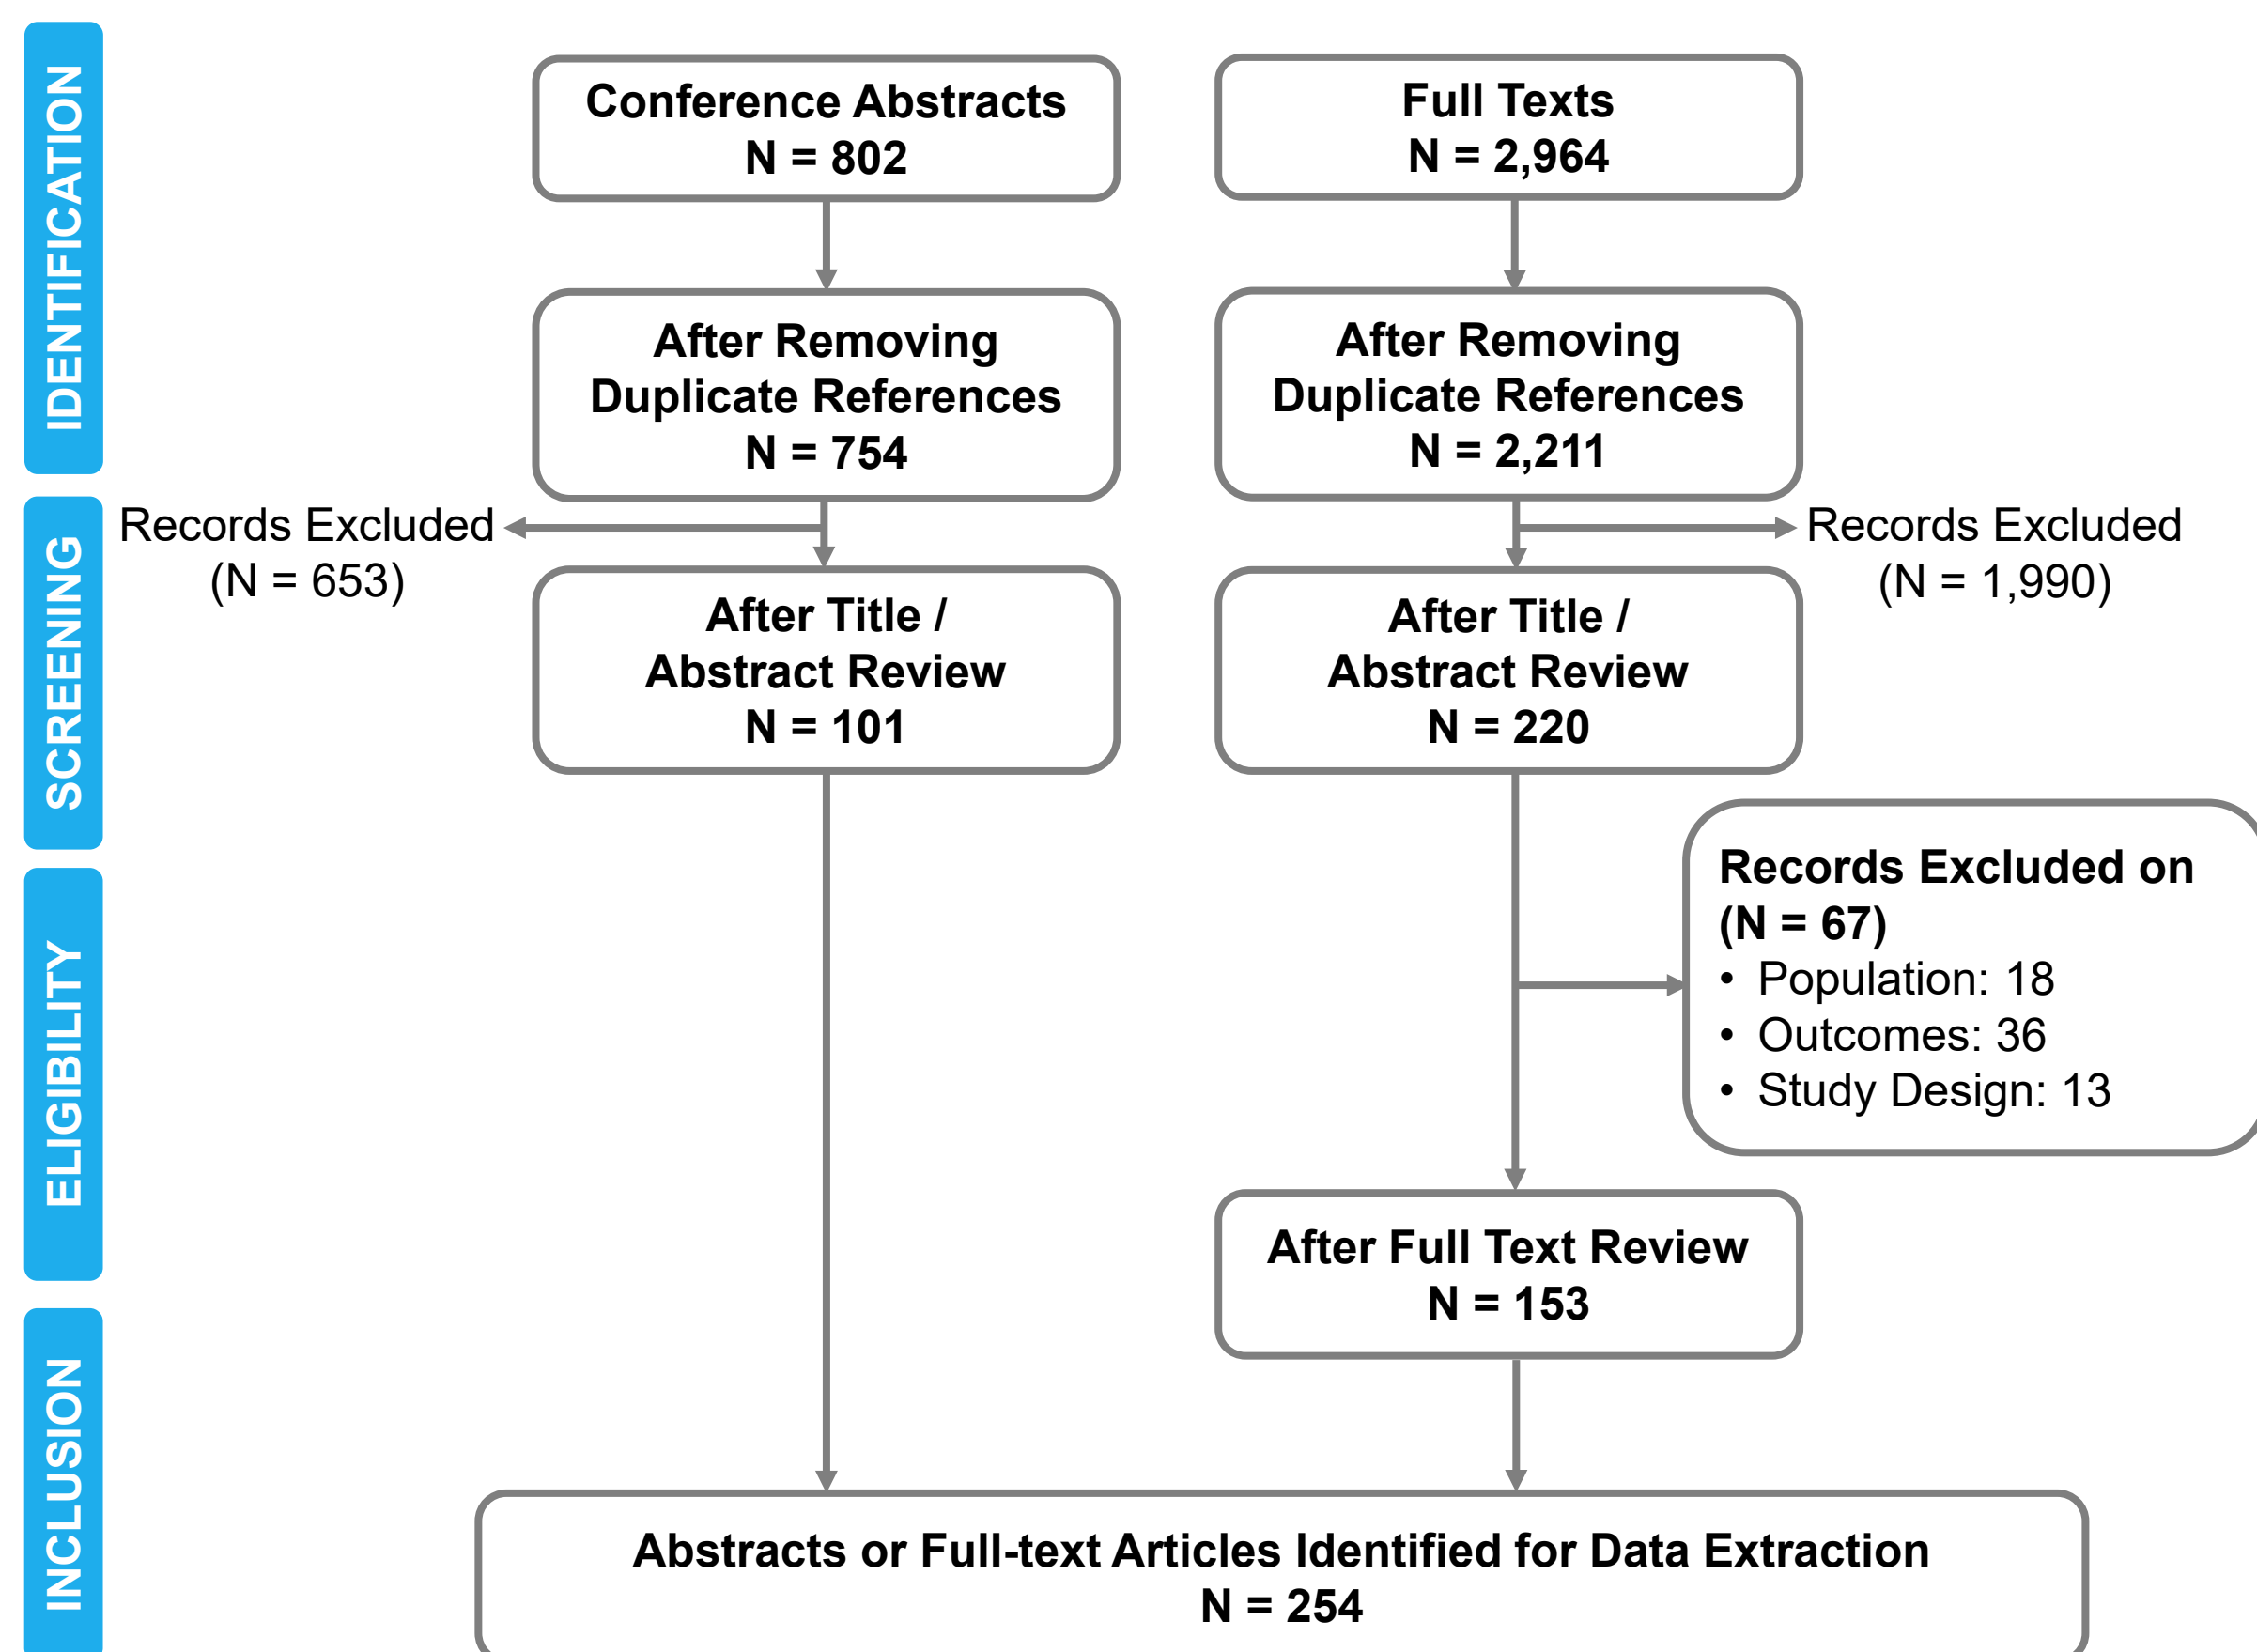 IDENTIFICATION
Conference Abstracts
N = 802
Full Texts
N = 2,964
After Removing
Duplicate References
N = 754
After Removing
Duplicate References
N = 2,211
SCREENING
Records Excluded
(N = 653)
Records Excluded
(N = 1,990)
After Title /
Abstract Review
N = 101
After Title /
Abstract Review
N = 220
ELIGIBILITY
Records Excluded on
(N = 67)
• Population: 18
• Outcomes: 36
• Study Design: 13
After Full Text Review
N = 153
INCLUSION
Abstracts or Full-text Articles Identified for Data Extraction
N = 254